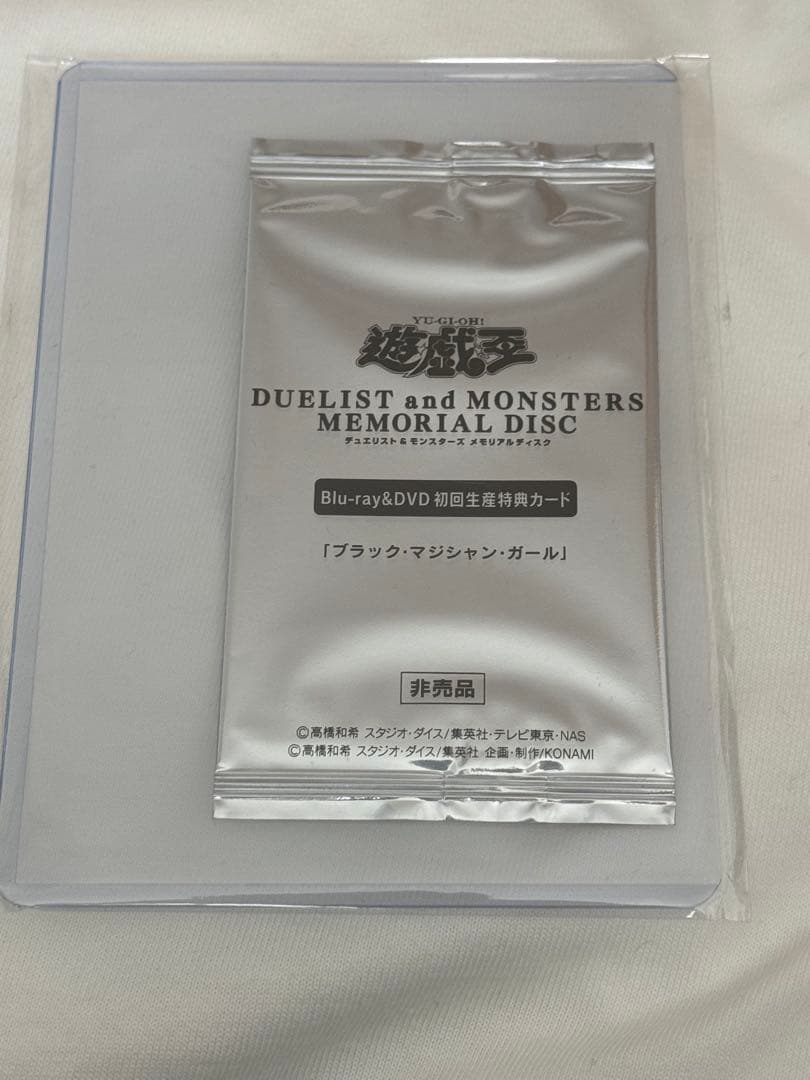 YU-GI-OH!
遊戯王
DUELIST and MONSTERS
MEMORIAL DISC
デュエリスト&モンスターズ メモリアルディスク
Blu-ray&DVD 初回生産特典カード
「ブラック・マジシャン・ガール」
非売品
©高橋和希 スタジオ・ダイス/集英社・テレビ東京・NAS
©高橋和希 スタジオ・ダイス/集英社 企画・制作/KONAMI